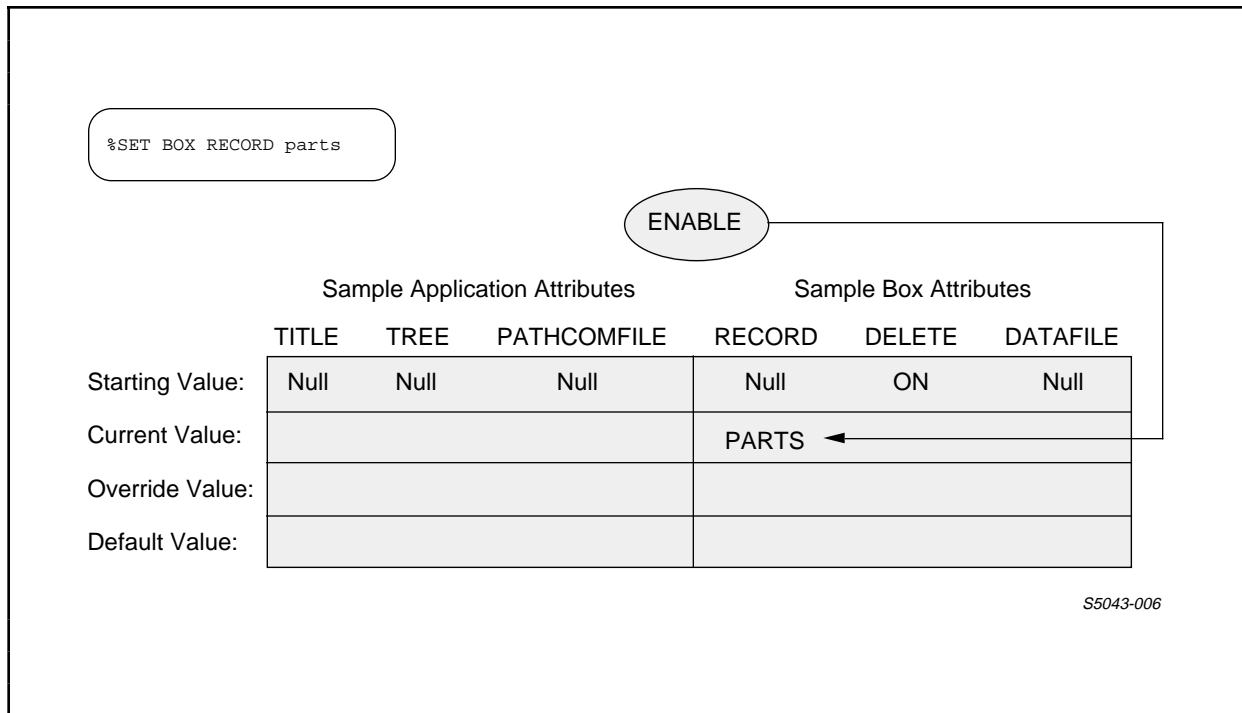 %SET BOX RECORD parts
ENABLE
Sample Application Attributes Sample Box Attributes
TITLE TREE PATHCOMFILE RECORD DELETE DATAFILE
Starting Value: Null Null Null Null ON Null
Current Value: PARTS
Override Value:
Default Value:
S5043-006